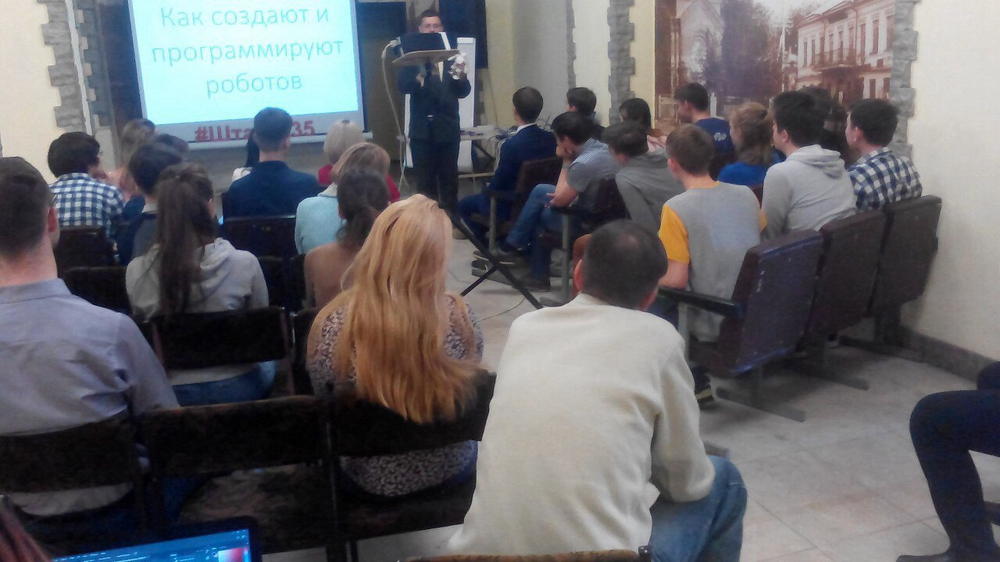 Как создают и
программируют
роботов